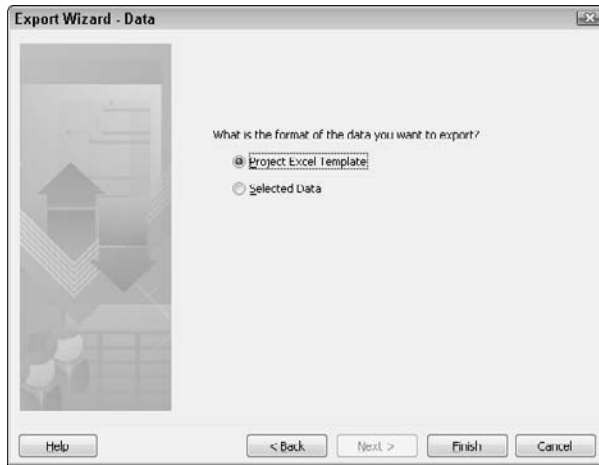 Export Wizard - Data
What is the format of the data you want to export?
Project Excel Template
Selected Data
Help
< Back
Next >
Finish
Cancel